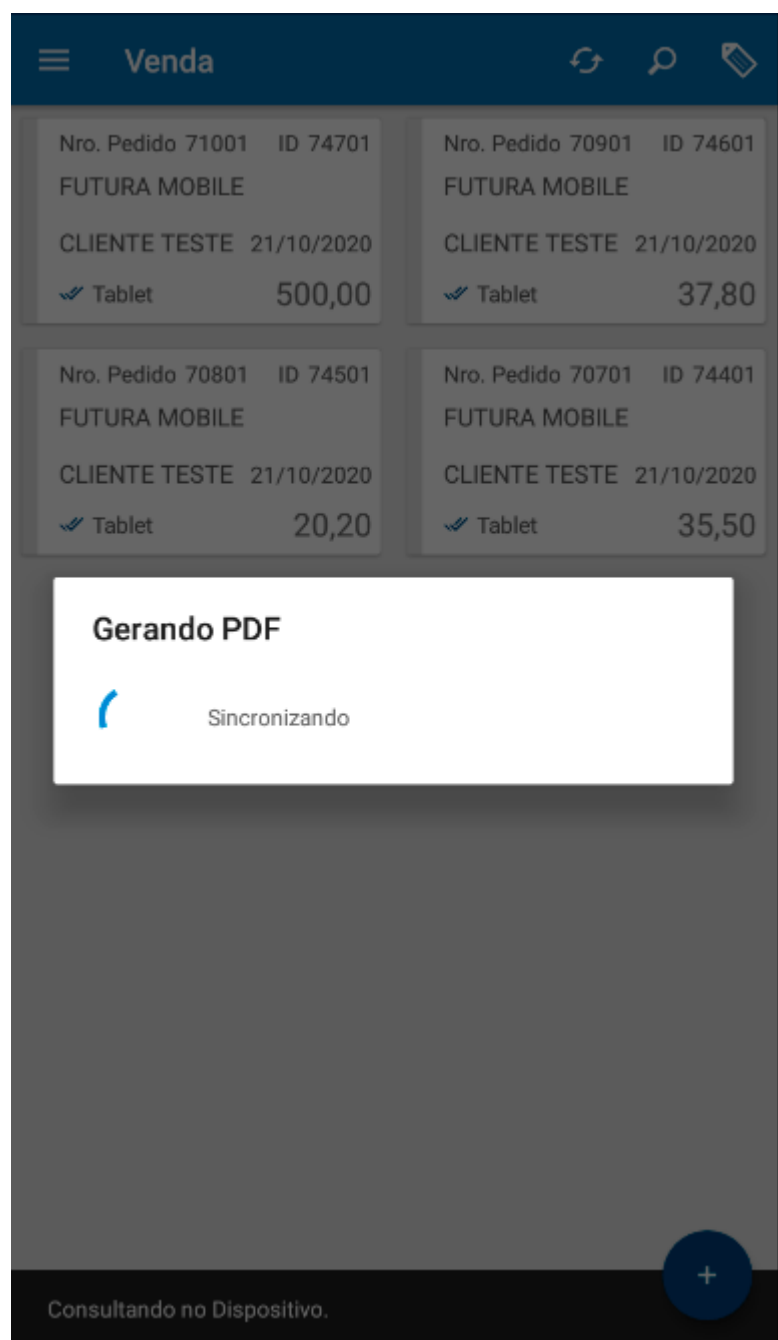 Venda
Nro. Pedido 71001 ID 74701
FUTURA MOBILE
CLIENTE TESTE 21/10/2020
Tablet 500,00
Nro. Pedido 70901 ID 74601
FUTURA MOBILE
CLIENTE TESTE 21/10/2020
Tablet 37,80
Nro. Pedido 70801 ID 74501
FUTURA MOBILE
CLIENTE TESTE 21/10/2020
Tablet 20,20
Nro. Pedido 70701 ID 74401
FUTURA MOBILE
CLIENTE TESTE 21/10/2020
Tablet 35,50
Gerando PDF
Sincronizando
+
Consultando no Dispositivo.